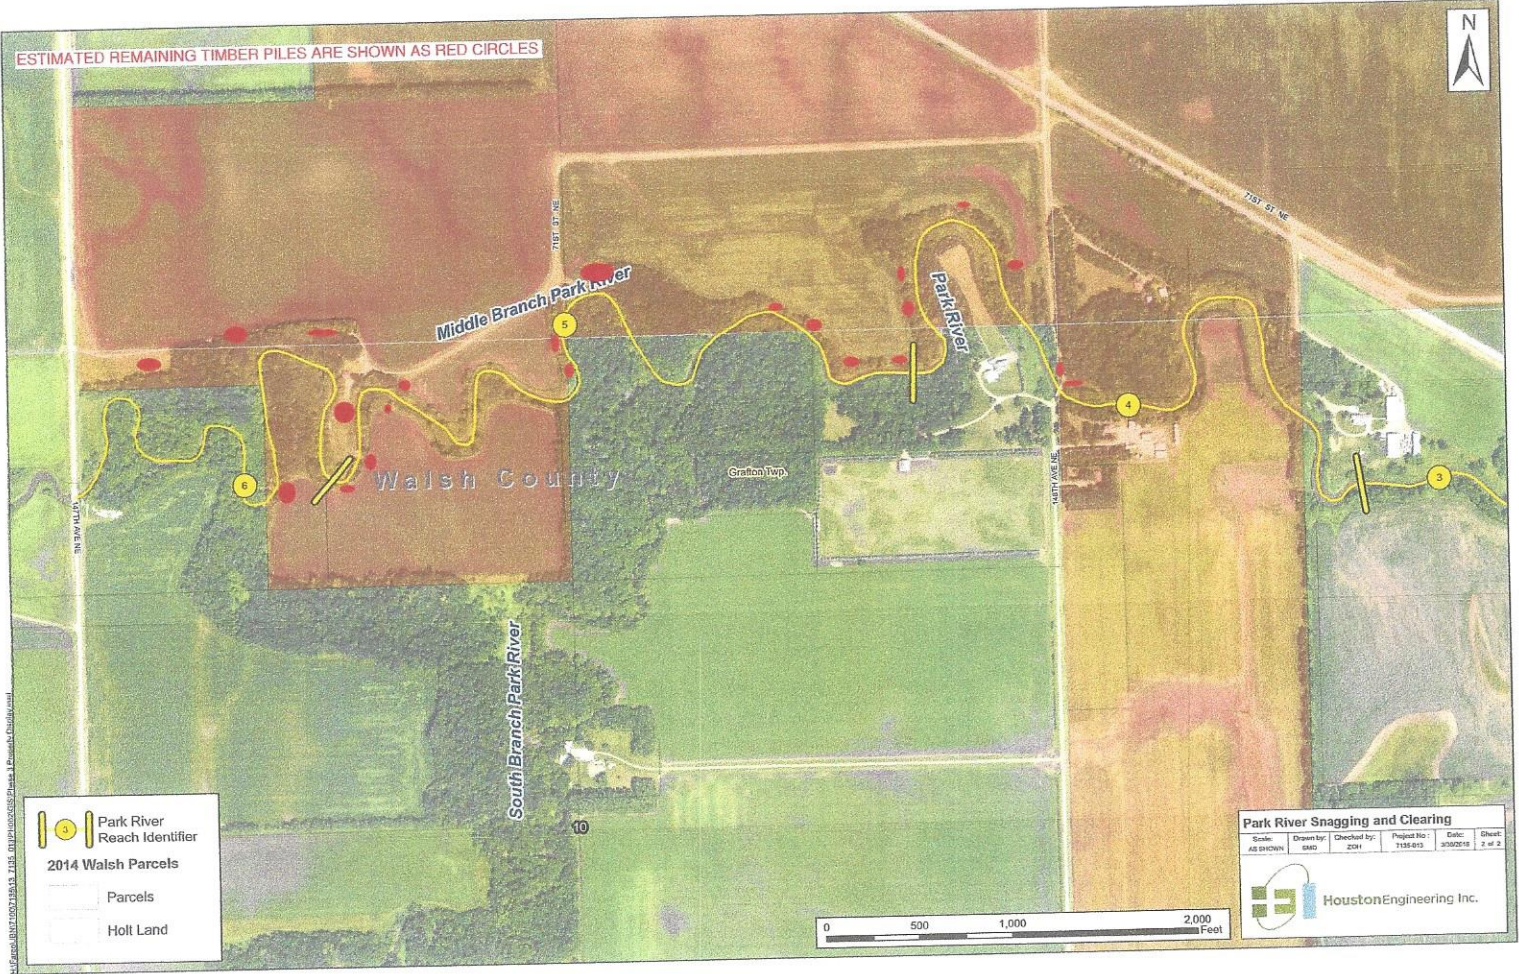 ESTIMATED REMAINING TIMBER PILES ARE SHOWN AS RED CIRCLES
N
71ST ST NE
71ST ST NE
Middle Branch Park River
Park River
5
4
3
6
Walsh County
Grafton Twp.
147TH AVE NE
148TH AVE NE
South Branch Park River
10
3
Park River
Reach Identifier
2014 Walsh Parcels
Parcels
Holt Land
0 500 1,000 2,000
Feet
Park River Snagging and Clearing
Scale: Drawn by: Checked by: Project No.: Date: Sheet:
AS SHOWN SMD ZOH 7135-013 2 of 2
HoustonEngineering Inc.